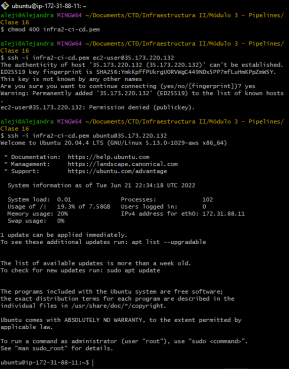 ubuntu@ip-172-31-88-11: ~
aleji@Alejandra MINGW64 ~/Documents/CTD/Infraestructura II/Módulo 3 - Pipelines/
Clase 16
$ chmod 400 infra2-ci-cd.pem
aleji@Alejandra MINGW64 ~/Documents/CTD/Infraestructura II/Módulo 3 - Pipelines/
Clase 16
$ ssh -i infra2-ci-cd.pem ec2-user@35.173.220.132
The authenticity of host '35.173.220.132 (35.173.220.132)' can't be established.
ED25519 key fingerprint is
This key is not known by any other names
Are you sure you want to continue connecting (yes/no/[fingerprint])? yes
Warning: Permanently added '35.173.220.132' (ED25519) to the list of known hosts
.
ec2-user@35.173.220.132: Permission denied (publickey).
aleji@Alejandra MINGW64 ~/Documents/CTD/Infraestructura II/Módulo 3 - Pipelines/
Clase 16
$ ssh -i infra2-ci-cd.pem ubuntu@35.173.220.132
Welcome to Ubuntu 20.04.4 LTS (GNU/Linux 5.13.0-1029-aws x86_64)
* Documentation: https://help.ubuntu.com
* Management: https://landscape.canonical.com
* Support: https://ubuntu.com/advantage
System information as of Tue Jun 21 22:34:18 UTC 2022
System load: 0.01 Processes: 102
Usage of /: 19.3% of 7.58GB Users logged in: 0
Memory usage: 20% IPv4 address for eth0: 172.31.88.11
Swap usage: 0%
1 update can be applied immediately.
To see these additional updates run: apt list --upgradable
The list of available updates is more than a week old.
To check for new updates run: sudo apt update
The programs included with the Ubuntu system are free software;
the exact distribution terms for each program are described in the
individual files in /usr/share/doc/*/copyright.
Ubuntu comes with ABSOLUTELY NO WARRANTY, to the extent permitted by
applicable law.
To run a command as administrator (user "root"), use "sudo <command>".
See "man sudo_root" for details.
ubuntu@ip-172-31-88-11:~$